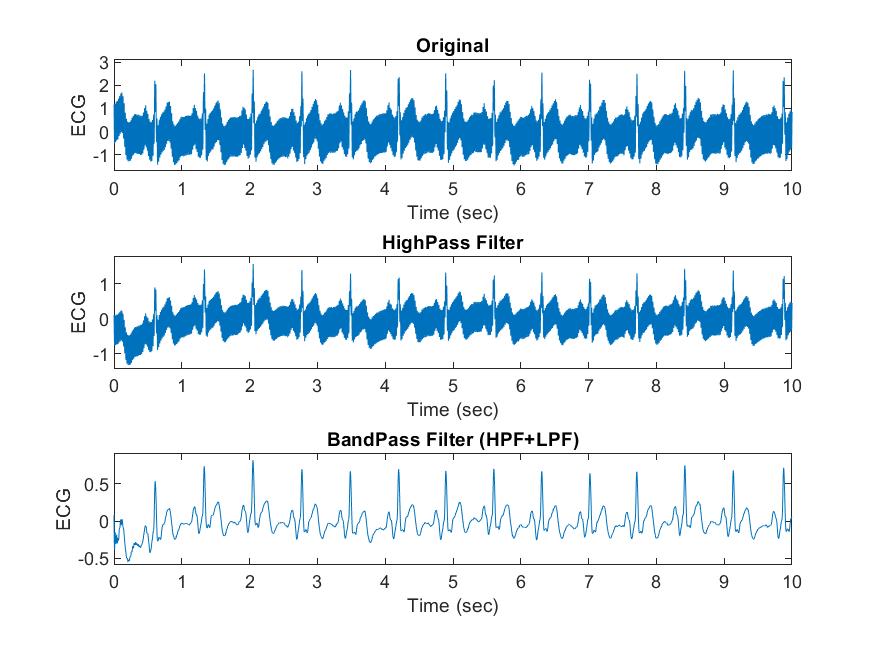 Original
3
2
1
0
-1
ECG
0 1 2 3 4 5 6 7 8 9 10
Time (sec)
HighPass Filter
1
0
-1
ECG
0 1 2 3 4 5 6 7 8 9 10
Time (sec)
BandPass Filter (HPF+LPF)
0.5
0
-0.5
ECG
0 1 2 3 4 5 6 7 8 9 10
Time (sec)